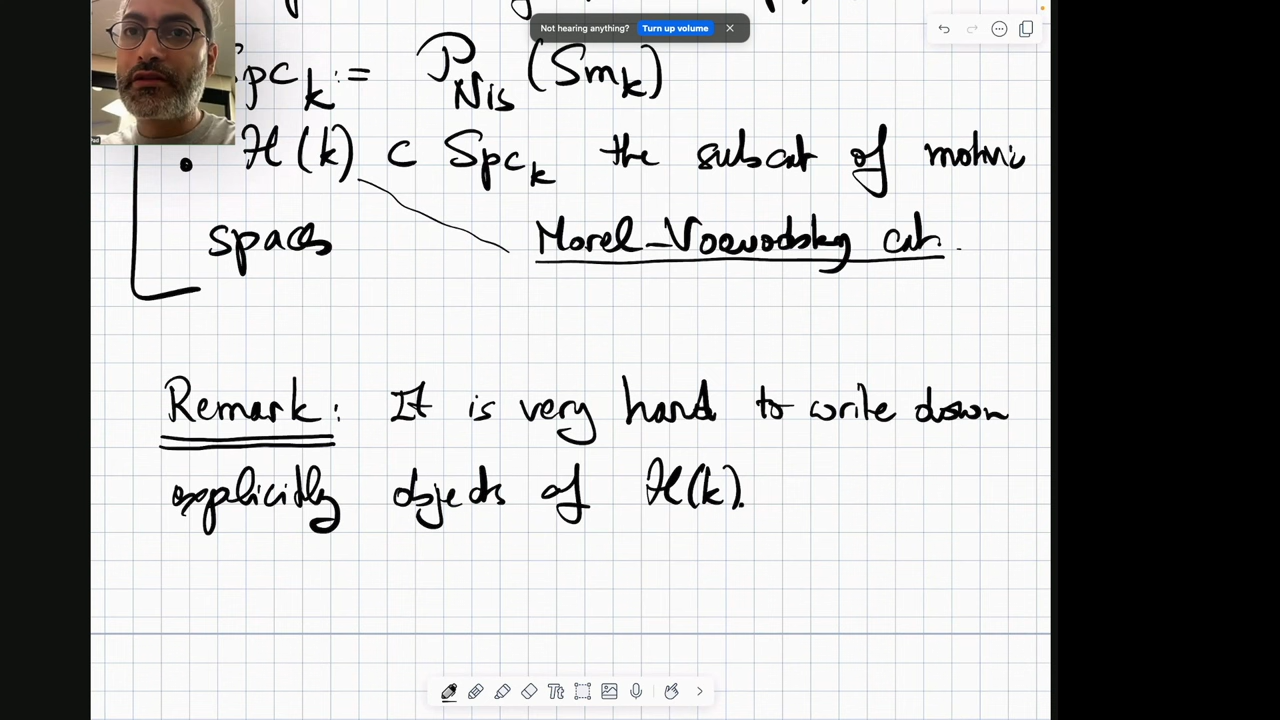 Not hearing anything? Turn up volume
Spc_k := P_Nis (Sm_k)
• H(k) ⊂ Spc_k the subcat of motivic
spaces Morel-Voevodsky cat.
Remark: It is very hard to write down
explicitly objects of H(k).
Tt